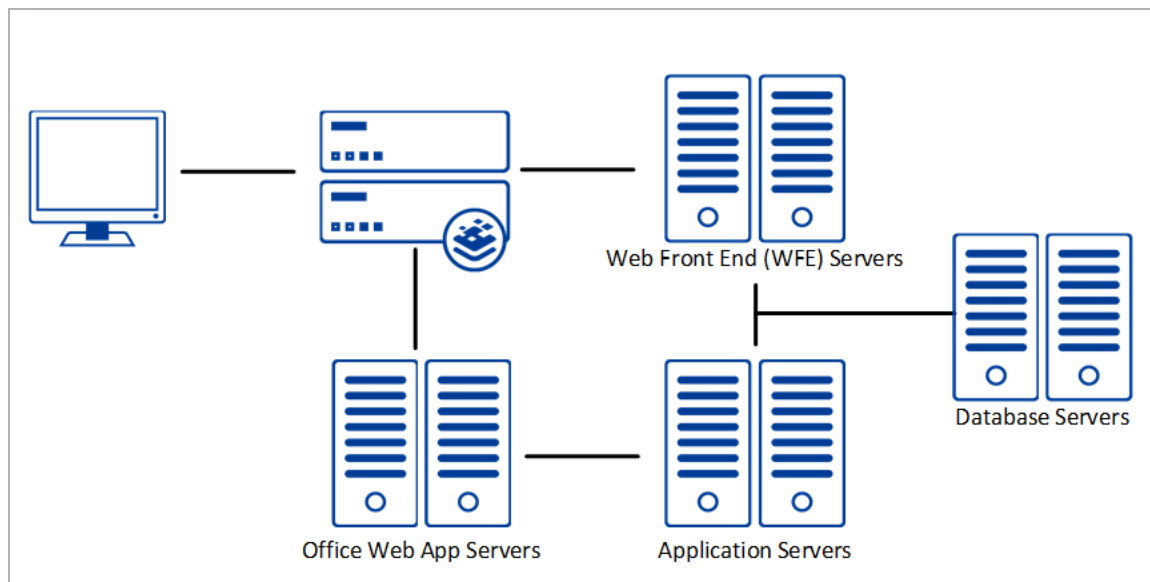 Web Front End (WFE) Servers
Database Servers
Office Web App Servers
Application Servers